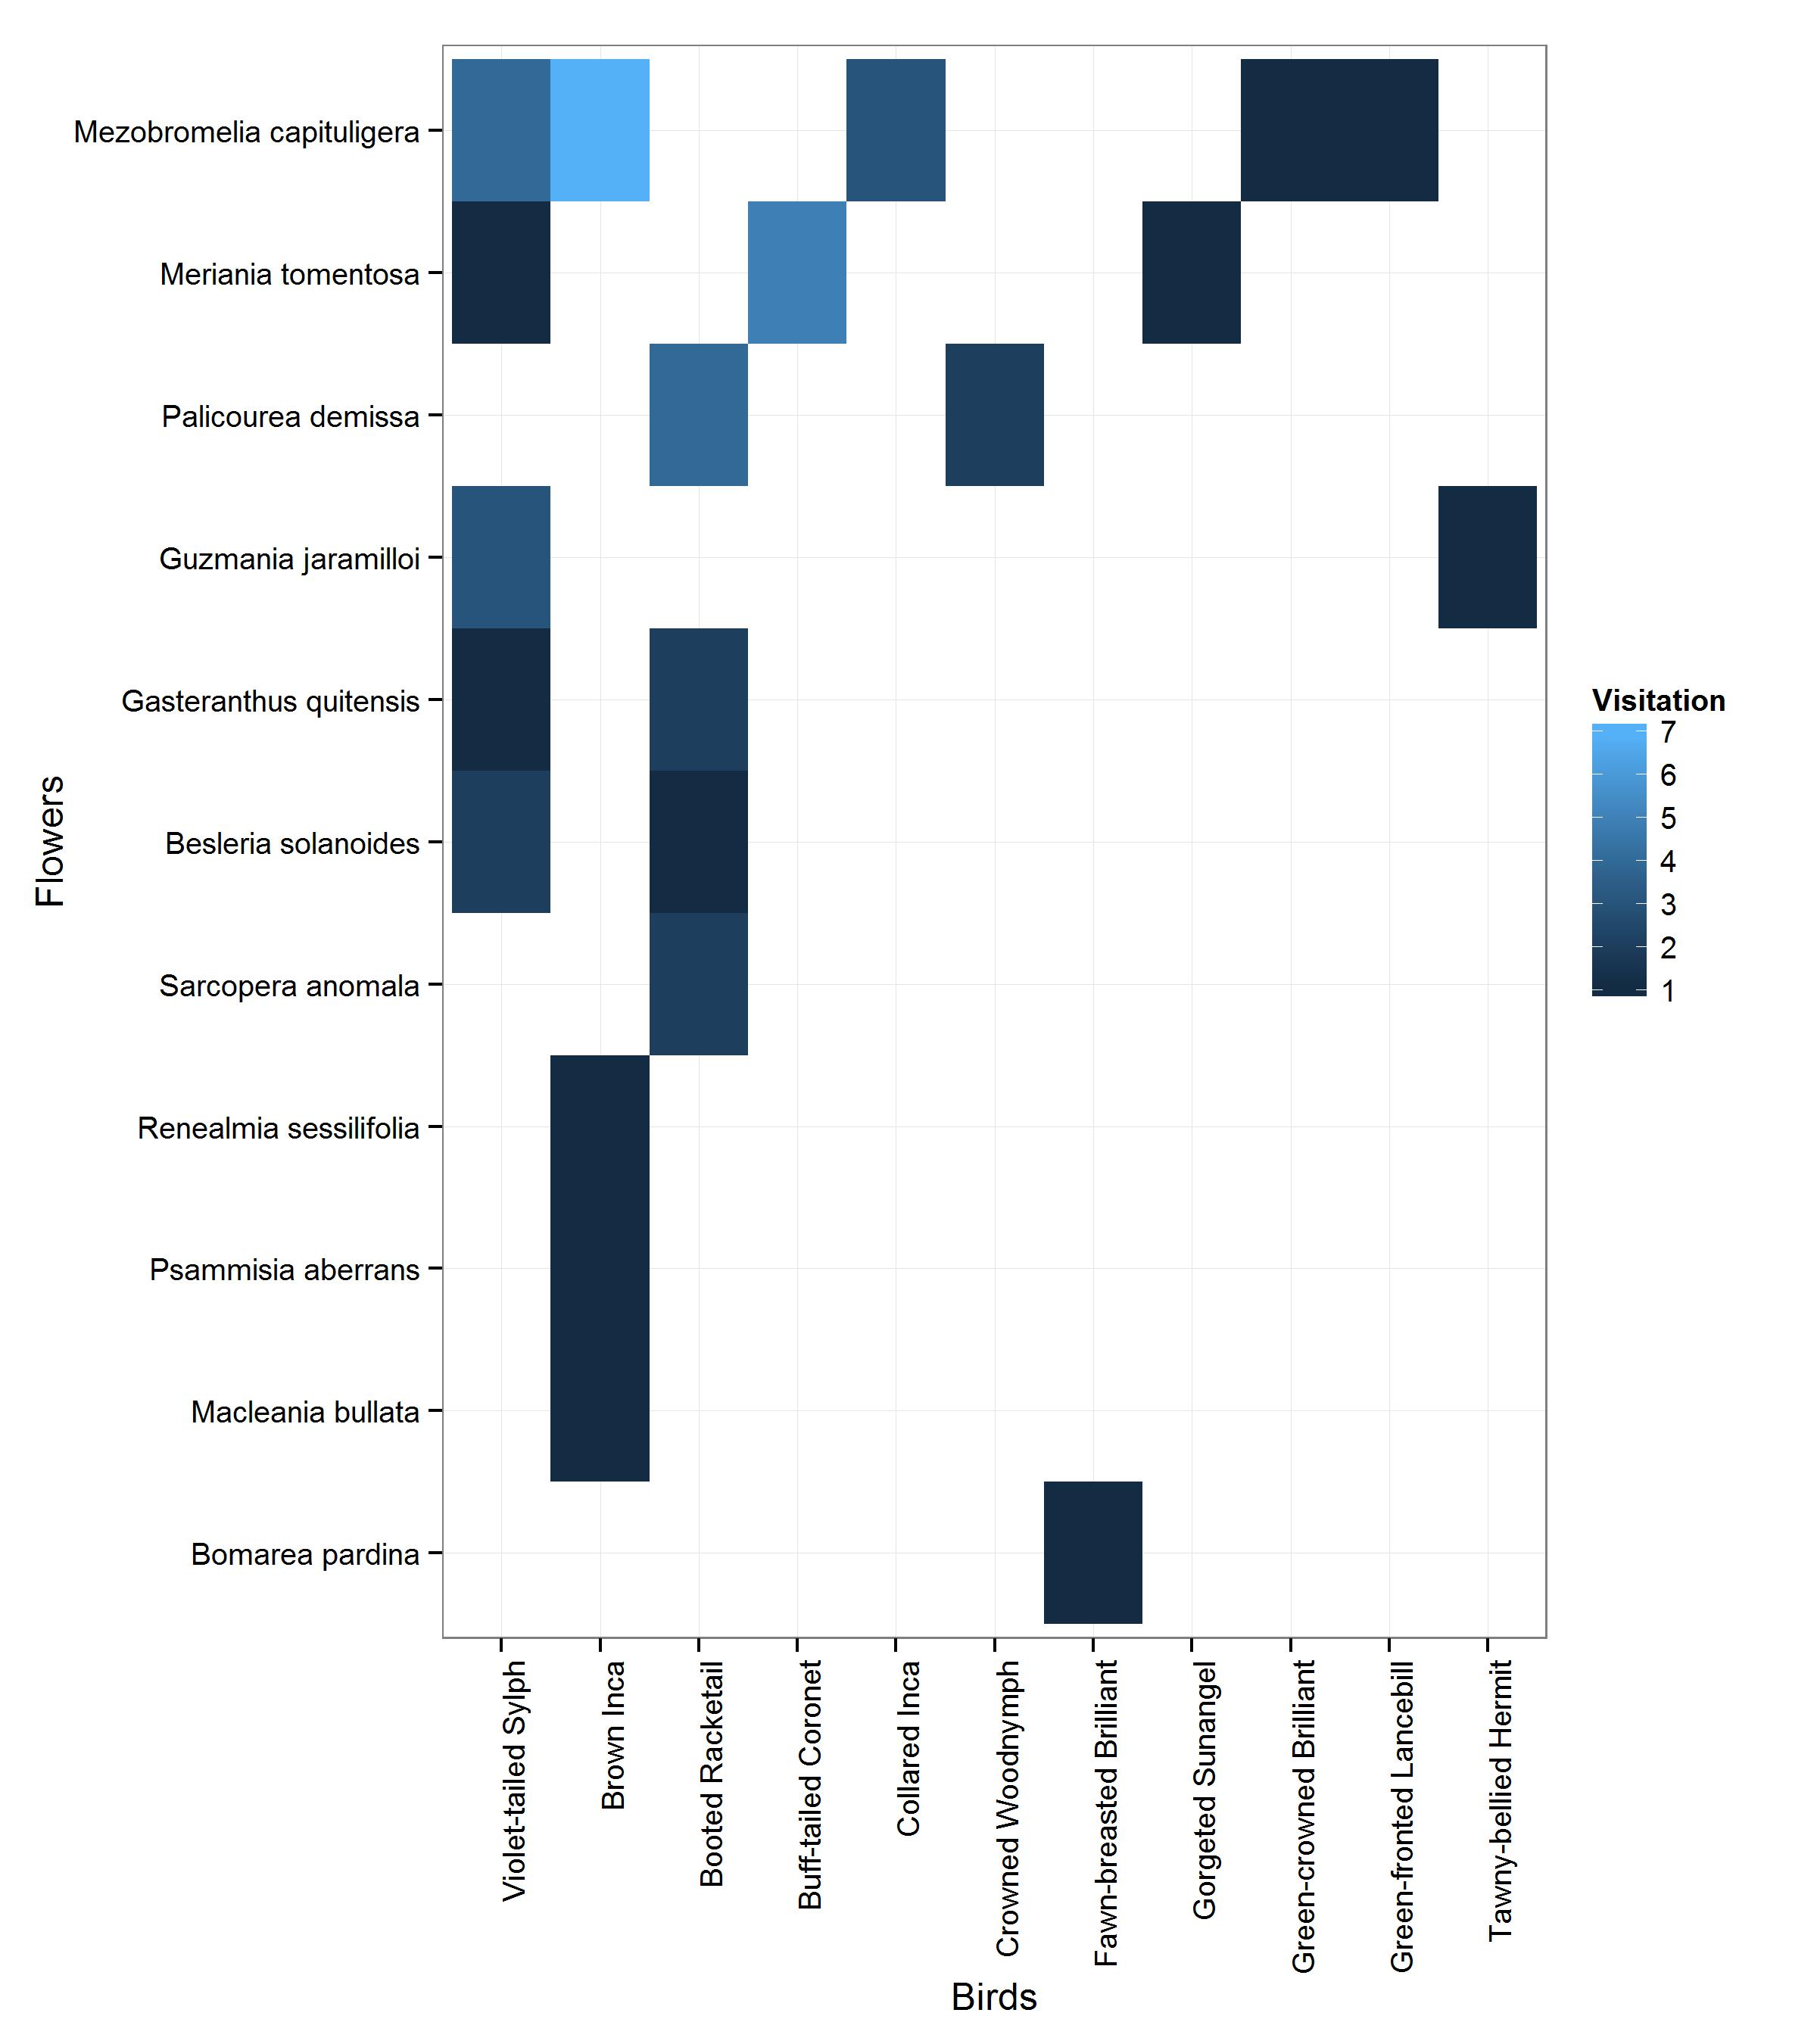 Mezobromelia capituligera
Meriania tomentosa
Palicourea demissa
Guzmania jaramilloi
Gasteranthus quitensis
Besleria solanoides
Sarcopera anomala
Renealmia sessilifolia
Psammisia aberrans
Macleania bullata
Bomarea pardina
Flowers
Violet-tailed Sylph
Brown Inca
Booted Racketail
Buff-tailed Coronet
Collared Inca
Crowned Woodnymph
Fawn-breasted Brilliant
Gorgeted Sunangel
Green-crowned Brilliant
Green-fronted Lancebill
Tawny-bellied Hermit
Birds
Visitation
7
6
5
4
3
2
1